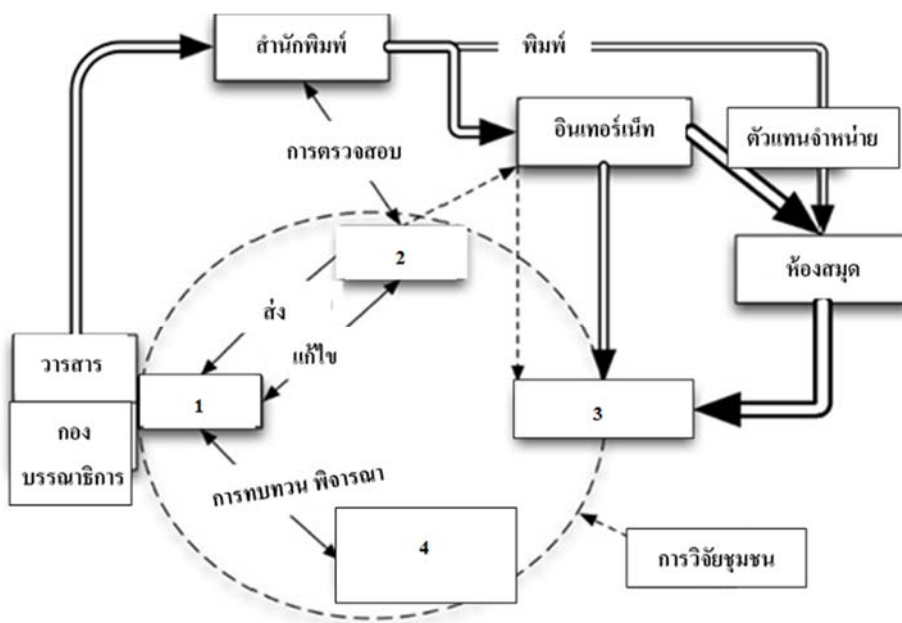 สำนักพิมพ์
พิมพ์
อินเทอร์เน็ท
ตัวแทนจำหน่าย
การตรวจสอบ
2
ห้องสมุด
ส่ง
แก้ไข
วารสาร
1
3
กอง
บรรณาธิการ
การทบทวน พิจารณา
4
การวิจัยชุมชน